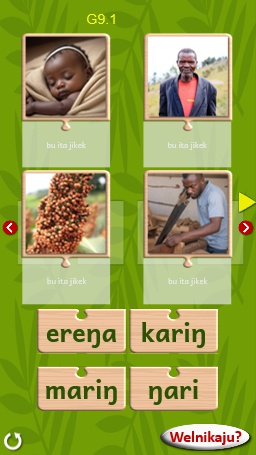 G9.1
bu ita jikek
bu ita jikek
bu ita jikek
bu ita jikek
ereŋa
kariŋ
mariŋ
ŋari
Welnikaju?